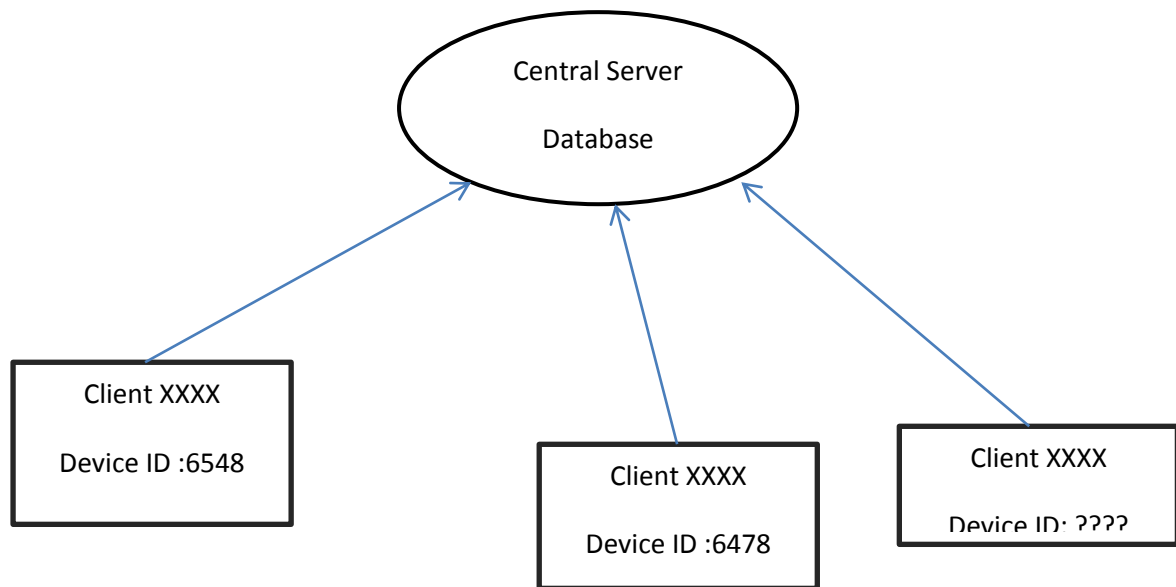 Central Server
Database
Client XXXX
Device ID :6548
Client XXXX
Device ID :6478
Client XXXX
Device ID: ????